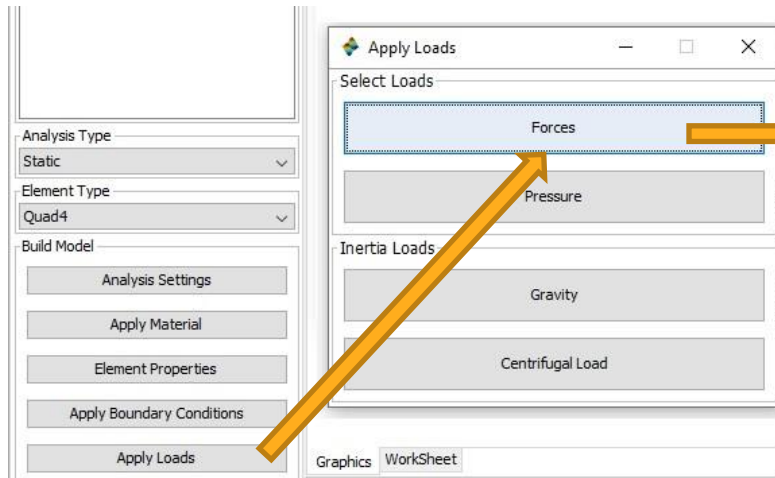 Analysis Type
Static
Element Type
Quad4
Build Model
Analysis Settings
Apply Material
Element Properties
Apply Boundary Conditions
Apply Loads
Apply Loads
Select Loads
Forces
Pressure
Inertia Loads
Gravity
Centrifugal Load
Graphics WorkSheet